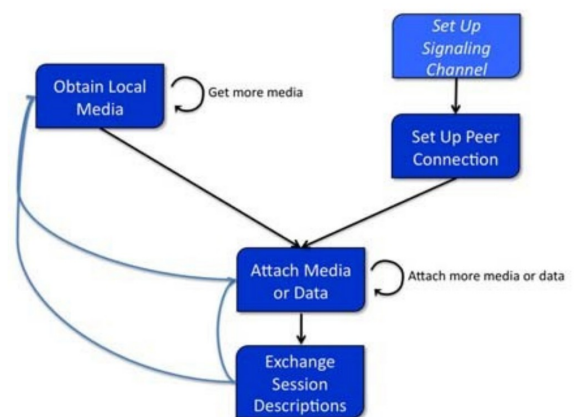 Set Up
Signaling
Channel
Obtain Local
Media
Get more media
Set Up Peer
Connection
Attach Media
or Data
Attach more media or data
Exchange
Session
Descriptions